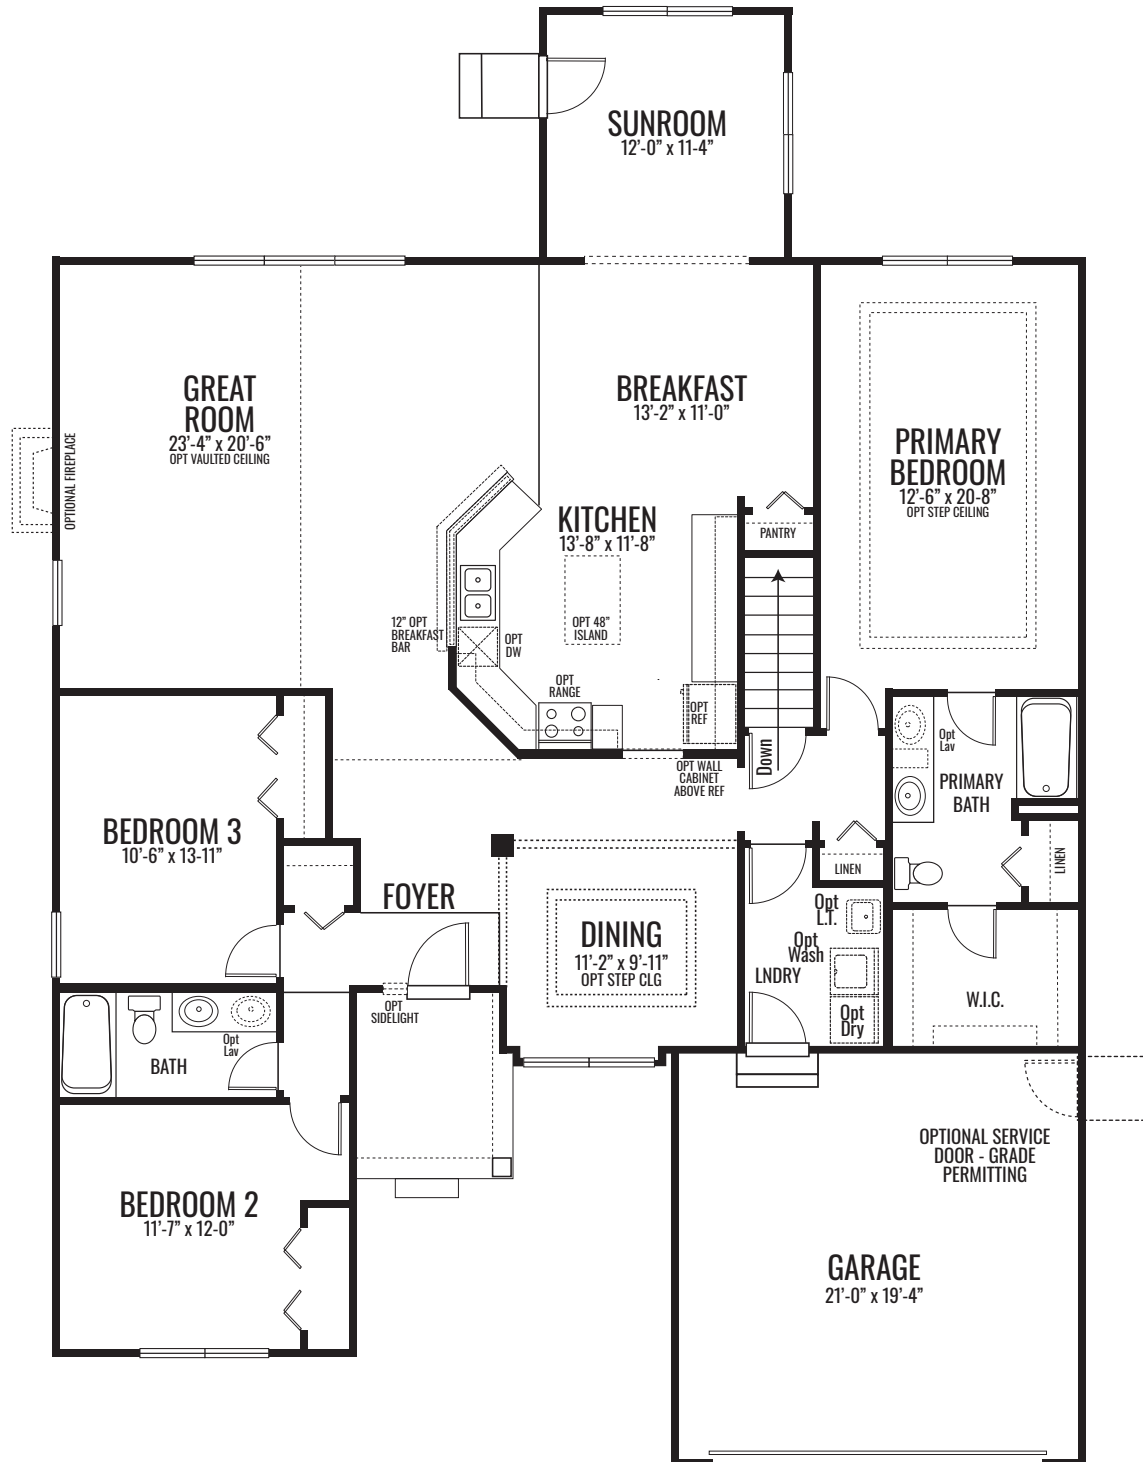 SUNROOM
12'-0" x 11-4"
GREAT
ROOM
23'-4" x 20'-6"
OPT VAULTED CEILING
OPTIONAL FIREPLACE
BREAKFAST
13'-2" x 11'-0"
PRIMARY
BEDROOM
12'-6" x 20-8"
OPT STEP CEILING
KITCHEN
13'-8" x 11'-8"
PANTRY
12" OPT
BREAKFAST
BAR
OPT
DW
OPT 48"
ISLAND
OPT
RANGE
OPT
REF
OPT WALL
CABINET
ABOVE REF
Down
Opt
Lav
PRIMARY
BATH
LINEN
LINEN
BEDROOM 3
10'-6" x 13-11"
FOYER
DINING
11'-2" x 9'-11"
OPT STEP CLG
Opt
L.T.
Opt
Wash
LNDRY
Opt
Dry
W.I.C.
OPT
SIDELIGHT
Opt
Lav
BATH
BEDROOM 2
11'-7" x 12-0"
OPTIONAL SERVICE
DOOR - GRADE
PERMITTING
GARAGE
21'-0" x 19'-4"